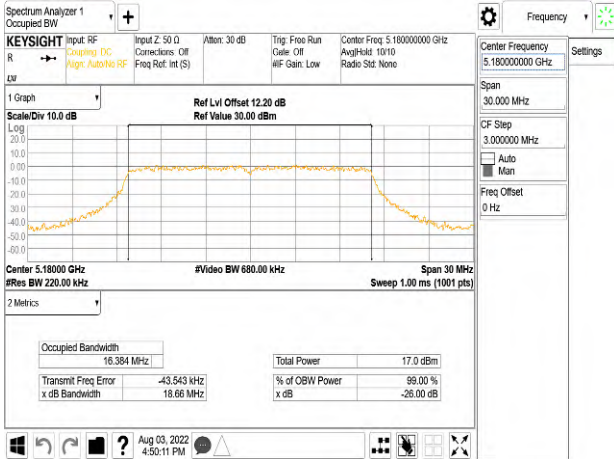 Spectrum Analyzer 1
Occupied BW
Frequency
KEYSIGHT
R
LXI
Input: RF
Coupling: DC
Align: Auto/No RF
Input Z: 50 Ω
Corrections: Off
Freq Ref: Int (S)
Atten: 30 dB
Trig: Free Run
Gate: Off
#IF Gain: Low
Center Freq: 5.180000000 GHz
Avg|Hold: 10/10
Radio Std: None
Center Frequency
5.180000000 GHz
Settings
Span
30.000 MHz
CF Step
3.000000 MHz
Auto
Man
Freq Offset
0 Hz
1 Graph
Scale/Div 10.0 dB
Ref Lvl Offset 12.20 dB
Ref Value 30.00 dBm
Log
20.0
10.0
0.00
-10.0
-20.0
-30.0
-40.0
-50.0
-60.0
Center 5.18000 GHz
#Video BW 680.00 kHz
Span 30 MHz
#Res BW 220.00 kHz
Sweep 1.00 ms (1001 pts)
2 Metrics
Occupied Bandwidth
16.384 MHz
Total Power 17.0 dBm
Transmit Freq Error -43.543 kHz
% of OBW Power 99.00 %
x dB Bandwidth 18.66 MHz
x dB -26.00 dB
?
Aug 03, 2022
4:50:11 PM